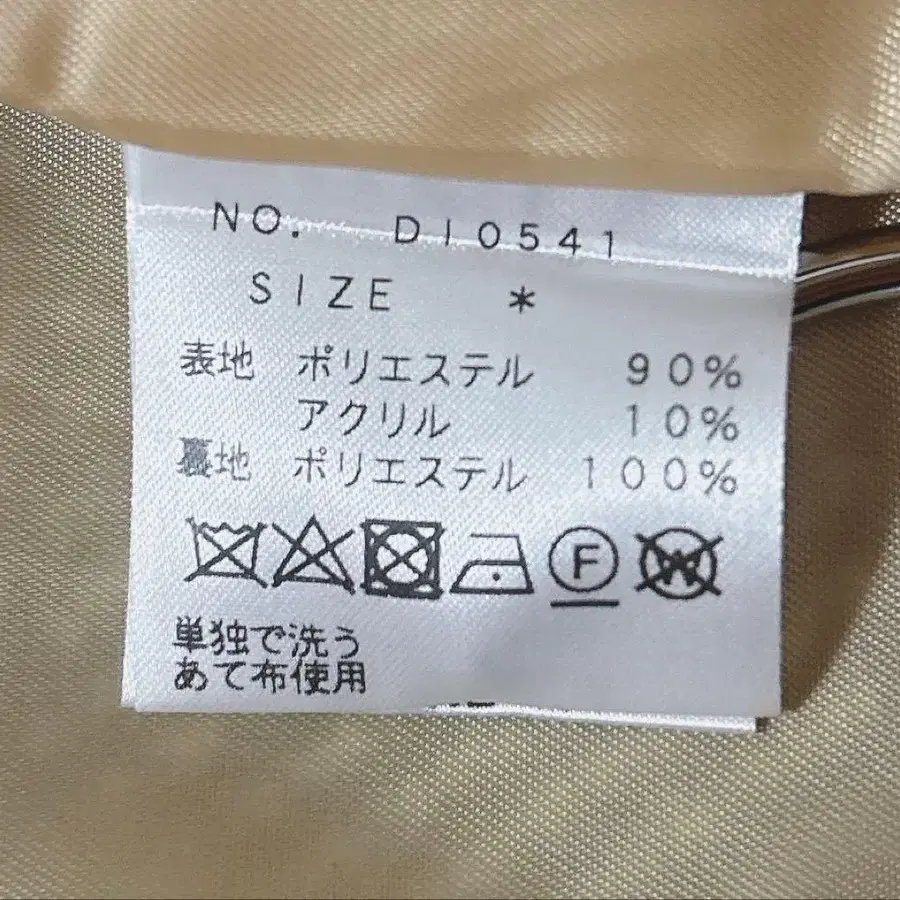 NO. D10541
SIZE *
表地 ポリエステル 90%
アクリル 10%
裏地 ポリエステル 100%
F
W
単独で洗う
あて布使用